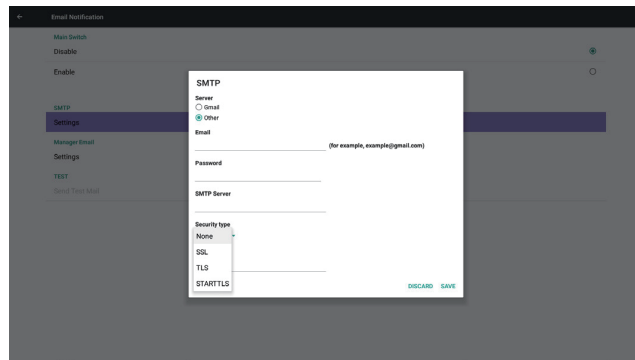 ← Email Notification
Main Switch
Disable
Enable
SMTP
Settings
Manager Email
Settings
TEST
Send Test Mail
SMTP
Server
Gmail
Other
Email
(for example, example@gmail.com)
Password
SMTP Server
Security type
None
SSL
TLS
STARTTLS
DISCARD SAVE